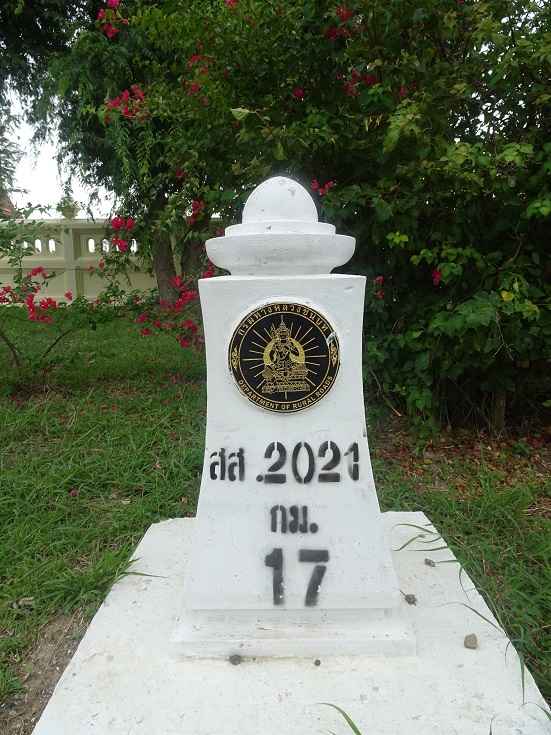 กรมทางหลวงชนบท
DEPARTMENT OF RURAL ROADS
สส.2021
กม.
17